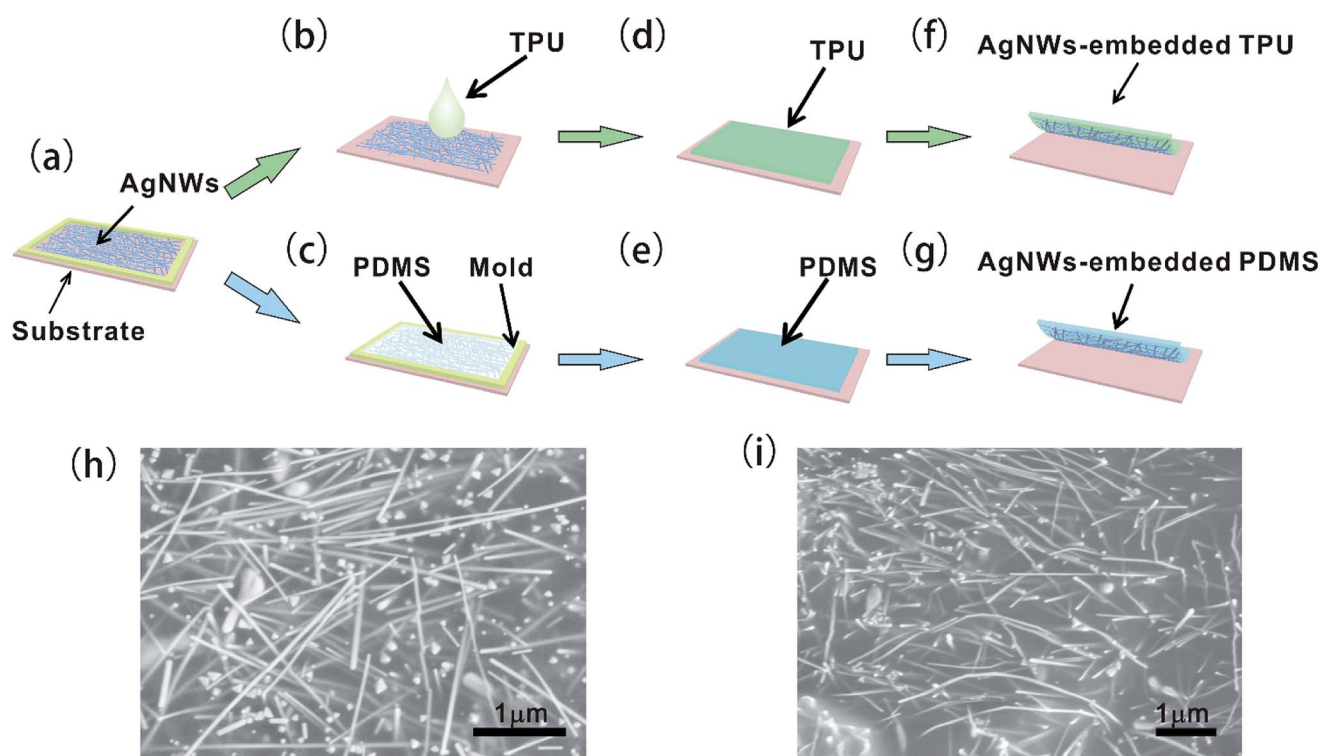 (a)
AgNWs
Substrate
(b)
TPU
(c)
PDMS
Mold
(d)
TPU
(e)
PDMS
(f)
AgNWs-embedded TPU
(g)
AgNWs-embedded PDMS
(h)
1μm
(i)
1μm